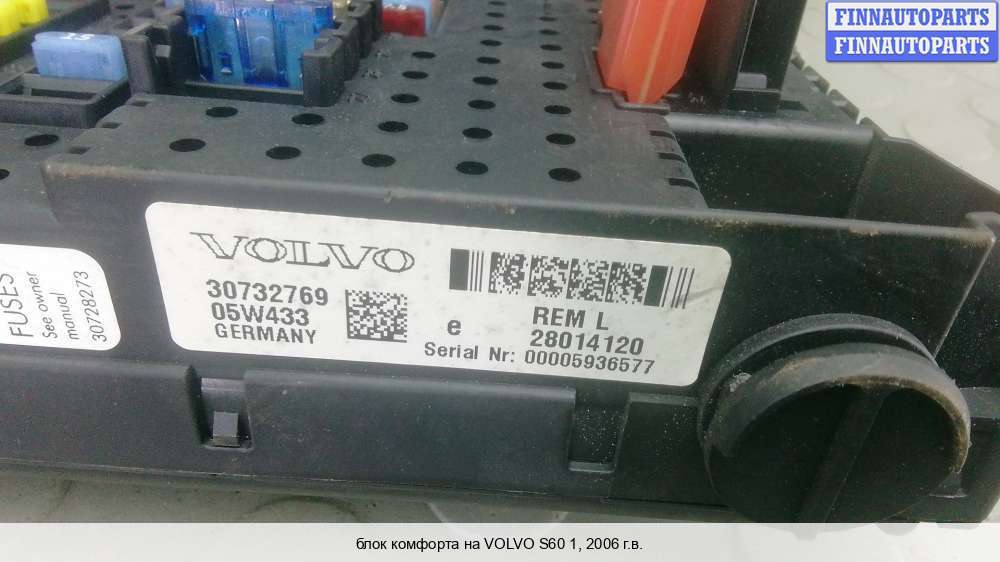 FINNAUTOPARTS
FINNAUTOPARTS
15
FUSES
See owner
manual
30728273
VOLVO
30732769
05W433
GERMANY
e
REM L
28014120
Serial Nr: 00005936577
блок комфорта на VOLVO S60 1, 2006 г.в.